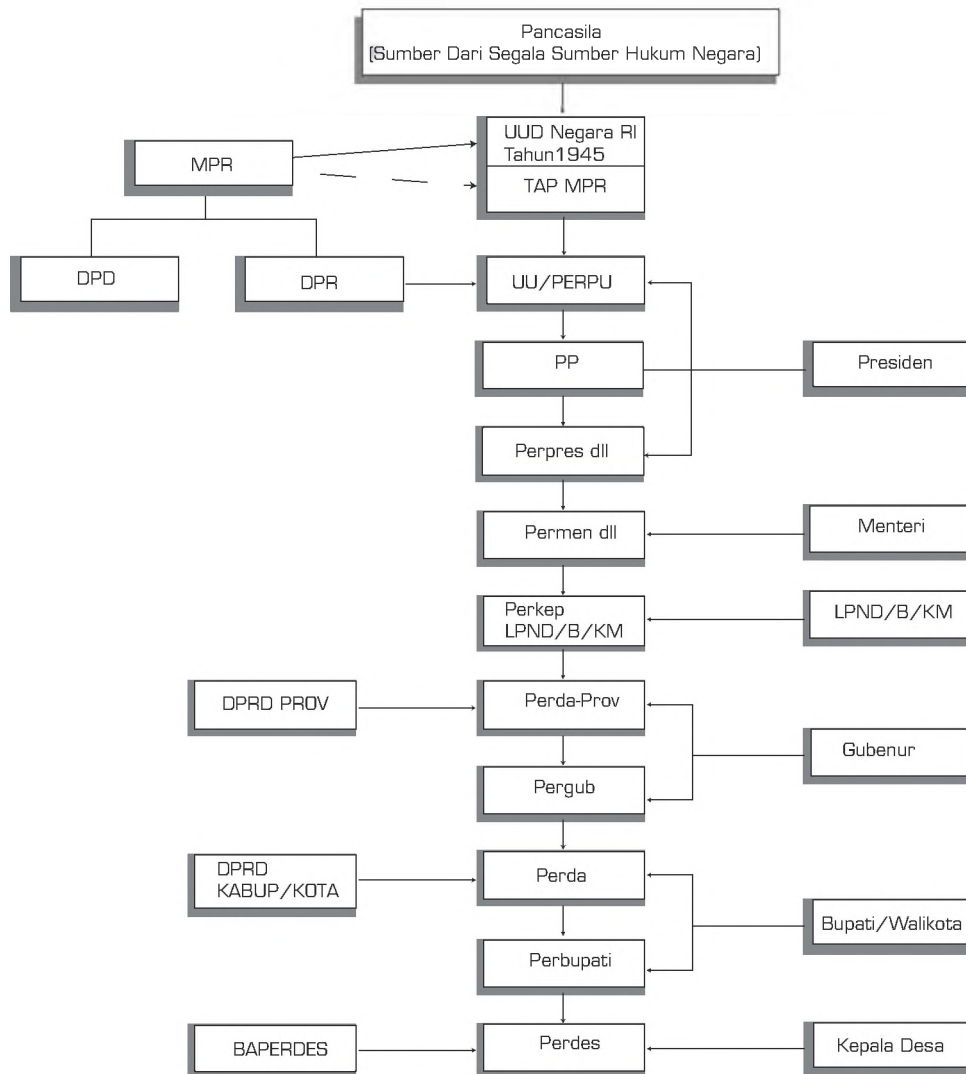 Pancasila
(Sumber Dari Segala Sumber Hukum Negara)
UUD Negara RI
Tahun1945
MPR
TAP MPR
DPD
DPR
UU/PERPU
PP
Presiden
Perpres dll
Permen dll
Menteri
Perkep
LPND/B/KM
LPND/B/KM
DPRD PROV
Perda-Prov
Gubenur
Pergub
DPRD
KABUP/KOTA
Perda
Bupati/Walikota
Perbupati
BAPERDES
Perdes
Kepala Desa